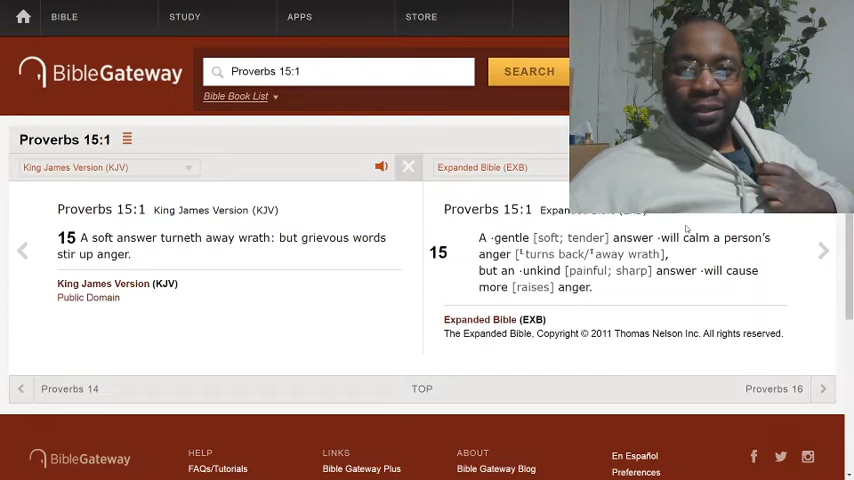 BIBLE STUDY APPS STORE
BibleGateway
Proverbs 15:1
SEARCH
Bible Book List
Proverbs 15:1
King James Version (KJV)
Expanded Bible (EXB)
Proverbs 15:1 King James Version (KJV)
15 A soft answer turneth away wrath: but grievous words
stir up anger.
King James Version (KJV)
Public Domain
Proverbs 15:1
15 A ·gentle [soft; tender] answer ·will calm a person’s
anger [ᴸturns back/ᵀaway wrath],
but an ·unkind [painful; sharp] answer ·will cause
more [raises] anger.
Expanded Bible (EXB)
The Expanded Bible, Copyright © 2011 Thomas Nelson Inc. All rights reserved.
Proverbs 14 TOP Proverbs 16
BibleGateway
HELP
FAQs/Tutorials
LINKS
Bible Gateway Plus
ABOUT
Bible Gateway Blog
En Español
Preferences